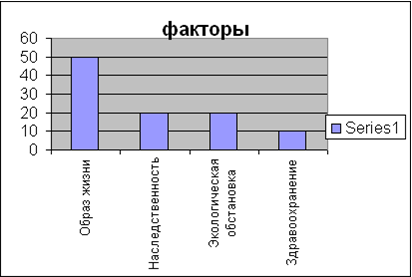 факторы
60
50
40
30
20
10
0
Образ жизни
Наследственность
Экологическая
обстановка
Здравоохранение
Series1